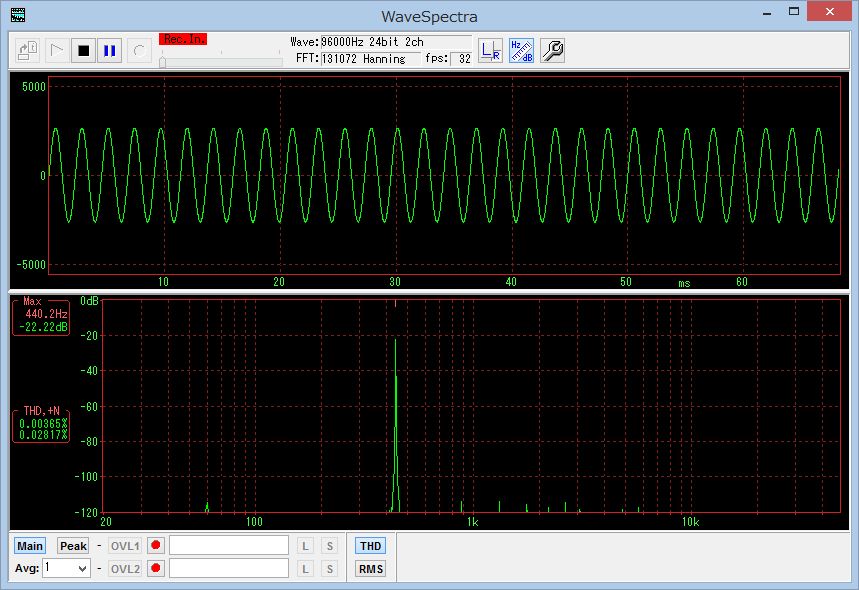 WaveSpectra
Rec.In. Wave:96000Hz 24bit 2ch
FFT:131072 Hanning fps: 32 L R Hz dB
5000
0
-5000
10 20 30 40 50 ms 60
Max 0dB
440.2Hz
-22.22dB
-20
-40
-60
THD,+N
0.00365%
0.02817%
-80
-100
-120
20 100 1k 10k
Main Peak - OVL1 L S THD
Avg: 1 - OVL2 L S RMS